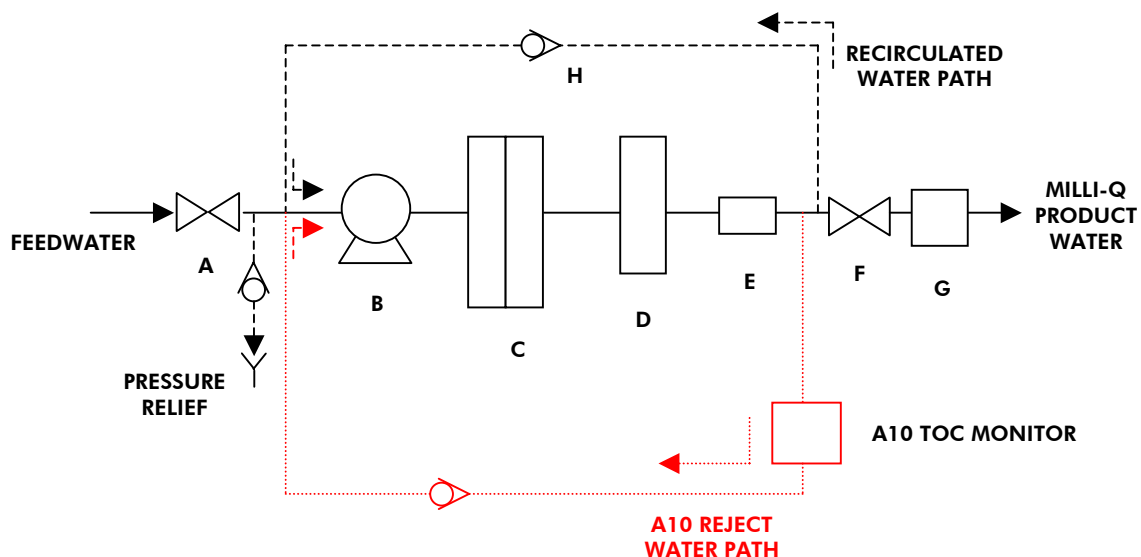 H
RECIRCULATED
WATER PATH
FEEDWATER
A
B
C
D
E
F
G
MILLI-Q
PRODUCT
WATER
PRESSURE
RELIEF
A10 TOC MONITOR
A10 REJECT
WATER PATH